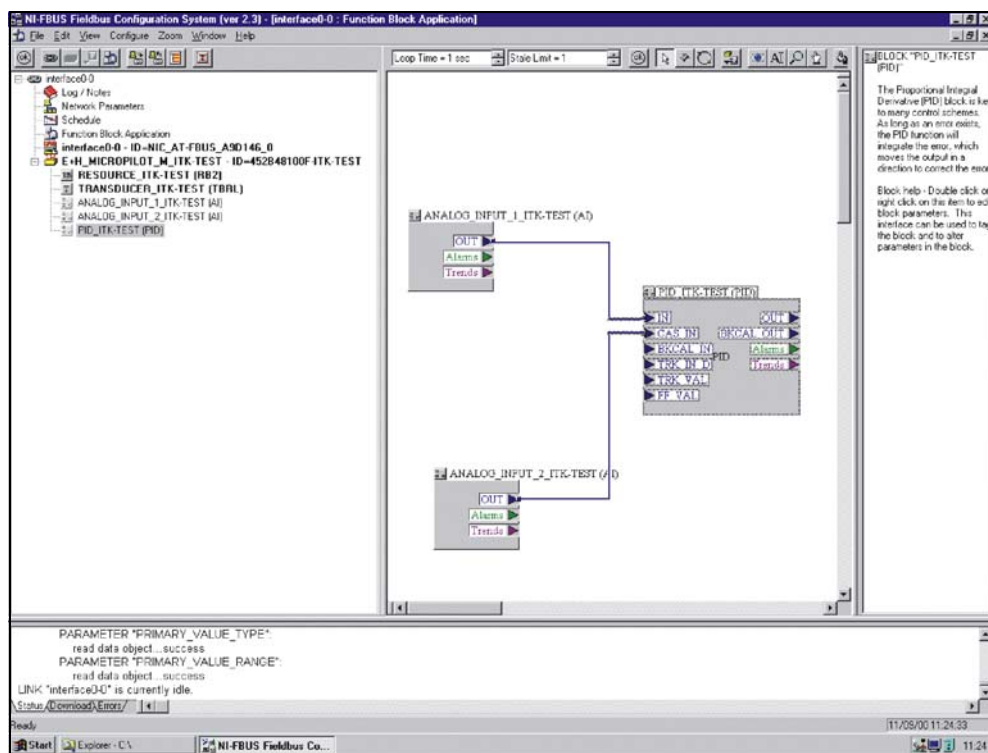 NI-FBUS Fieldbus Configuration System (ver 2.3) - [interface0-0 : Function Block Application]
File Edit View Configure Zoom Window Help
Loop Time = 1 sec
Stale Limit = 1
interface0-0
Log / Notes
Network Parameters
Schedule
Function Block Application
interface0-0 - ID=NIC_AT-FBUS_A9D146_0
E+H_MICROPILOT_M_ITK-TEST - ID=452B48100F-ITK-TEST
RESOURCE_ITK-TEST (RB2)
TRANSDUCER_ITK-TEST (TBRL)
ANALOG_INPUT_1_ITK-TEST (AI)
ANALOG_INPUT_2_ITK-TEST (AI)
PID_ITK-TEST (PID)
ANALOG_INPUT_1_ITK-TEST (AI)
OUT
Alarms
Trends
PID_ITK-TEST (PID)
IN OUT
CAS_IN BKCAL_OUT
BKCAL_IN Alarms
PID
TRK_IN_D Trends
TRK_VAL
FF_VAL
ANALOG_INPUT_2_ITK-TEST (AI)
OUT
Alarms
Trends
BLOCK "PID_ITK-TEST
(PID)"
The Proportional Integral
Derivative (PID) block is ke
to many control schemes.
As long as an error exists,
the PID function will
integrate the error, which
moves the output in a
direction to correct the error
Block help - Double click or
right click on this item to edi
block parameters. This
interface can be used to tag
the block and to alter
parameters in the block.
PARAMETER "PRIMARY_VALUE_TYPE":
read data object...success
PARAMETER "PRIMARY_VALUE_RANGE":
read data object...success
LINK "interface0-0" is currently idle.
Status Download Errors
Ready
11/09/00 11:24:33
Start
Explorer - C:\
NI-FBUS Fieldbus Co...
11:24